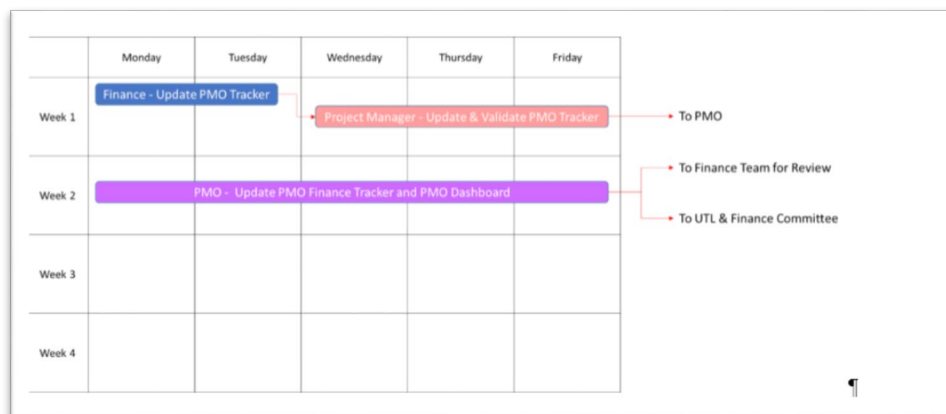 Monday Tuesday Wednesday Thursday Friday
Week 1
Finance - Update PMO Tracker
Project Manager - Update & Validate PMO Tracker
To PMO
To Finance Team for Review
Week 2
PMO - Update PMO Finance Tracker and PMO Dashboard
To UTL & Finance Committee
Week 3
Week 4
¶